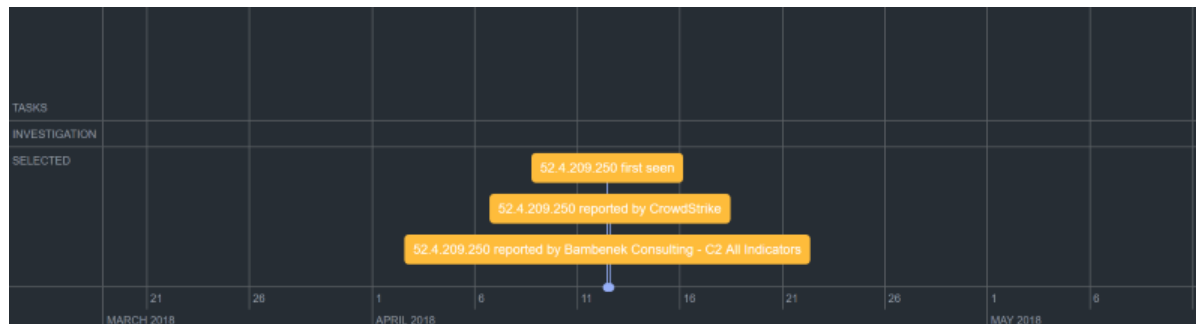 TASKS
INVESTIGATION
SELECTED
52.4.209.250 first seen
52.4.209.250 reported by CrowdStrike
52.4.209.250 reported by Bambenek Consulting - C2 All Indicators
21 26 1 6 11 16 21 26 1 6
MARCH 2018 APRIL 2018 MAY 2018